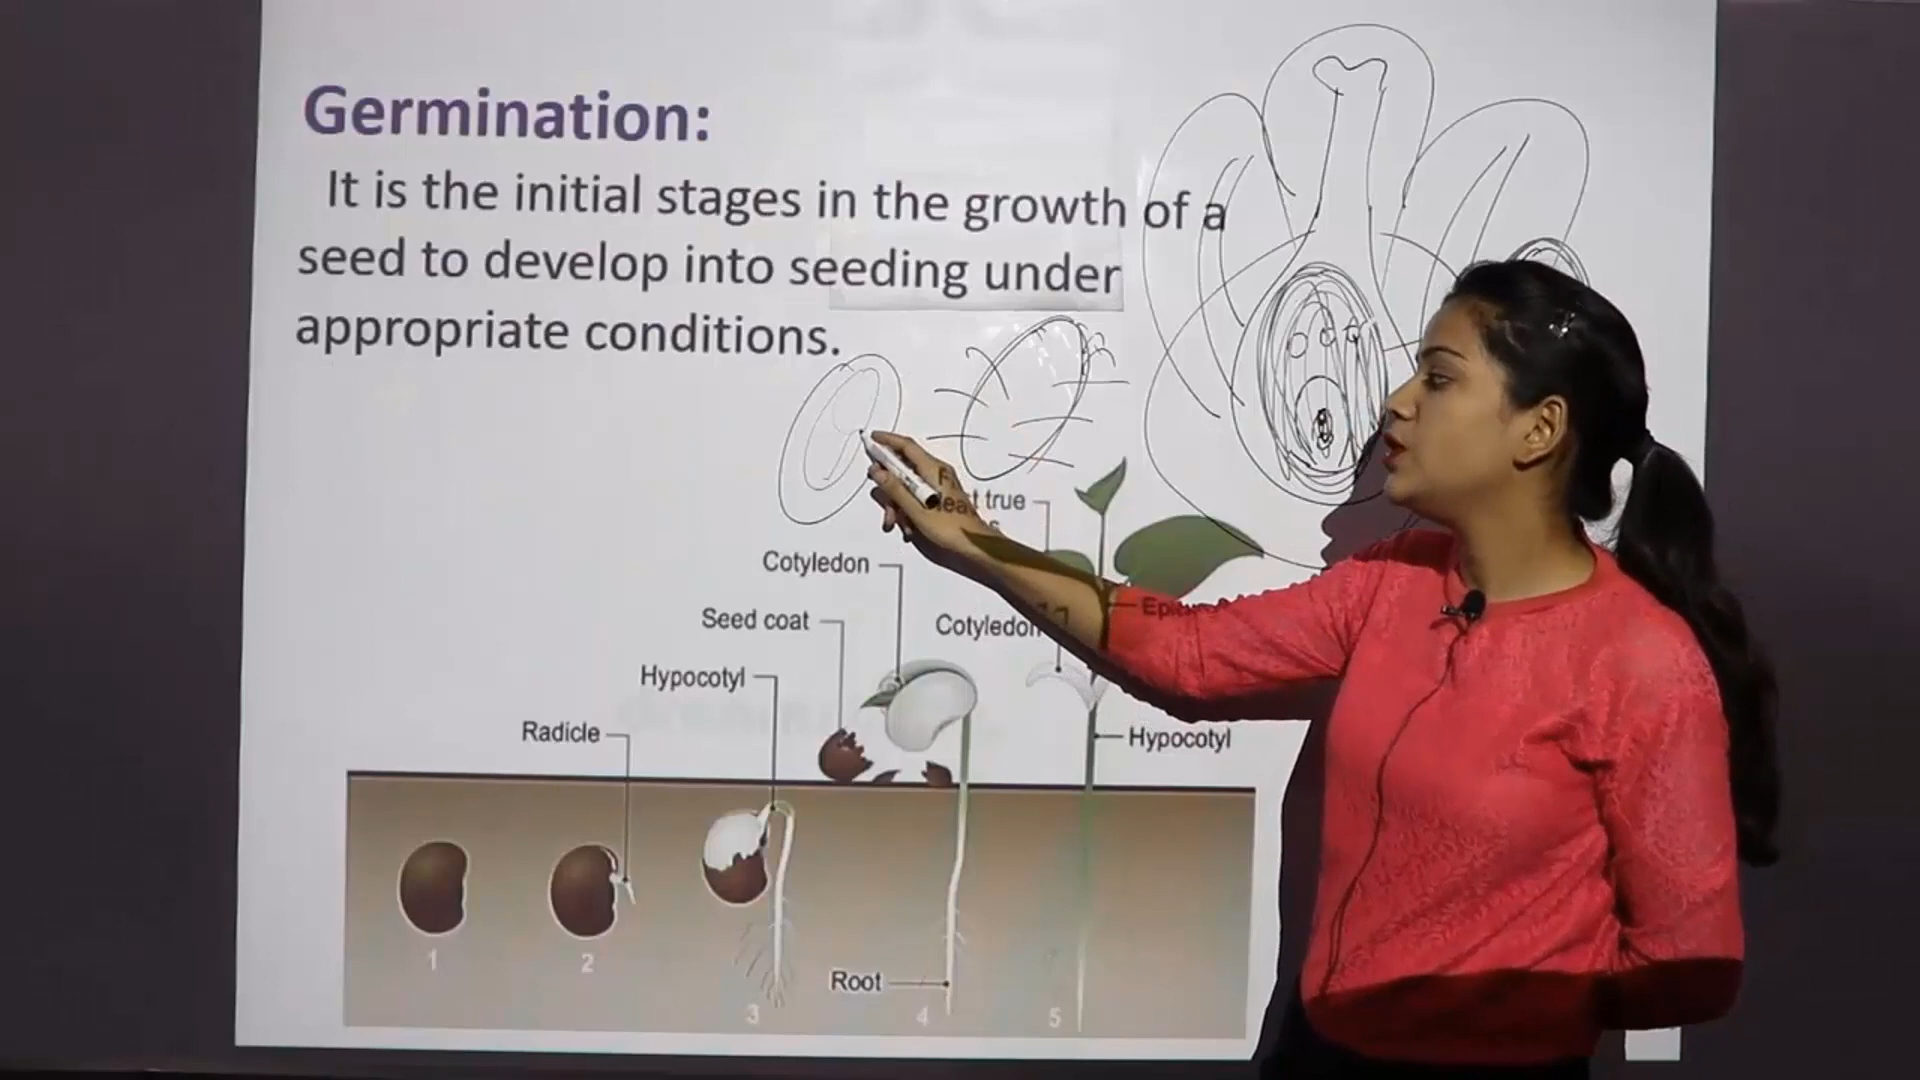 Germination:
It is the initial stages in the growth of a
seed to develop into seeding under
appropriate conditions.
true
Cotyledon
Seed coat
Cotyledon
Hypocotyl
Radicle
Hypocotyl
Root
1
2
3
4
5